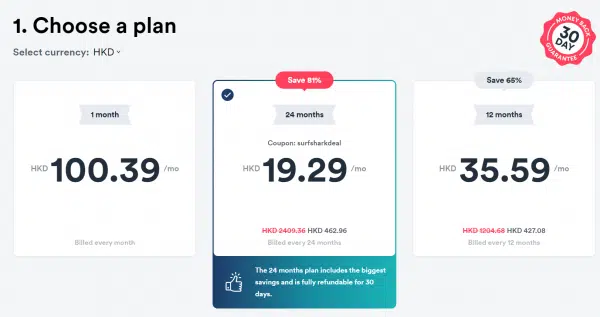 1. Choose a plan
Select currency: HKD
MONEY BACK
30
DAY
GUARANTEE
1 month
HKD 100.39 /mo
Billed every month
Save 81%
24 months
Coupon: surfsharkdeal
HKD 19.29 /mo
HKD 2409.36 HKD 462.96
Billed every 24 months
The 24 months plan includes the biggest
savings and is fully refundable for 30
days.
Save 65%
12 months
HKD 35.59 /mo
HKD 1204.68 HKD 427.08
Billed every 12 months